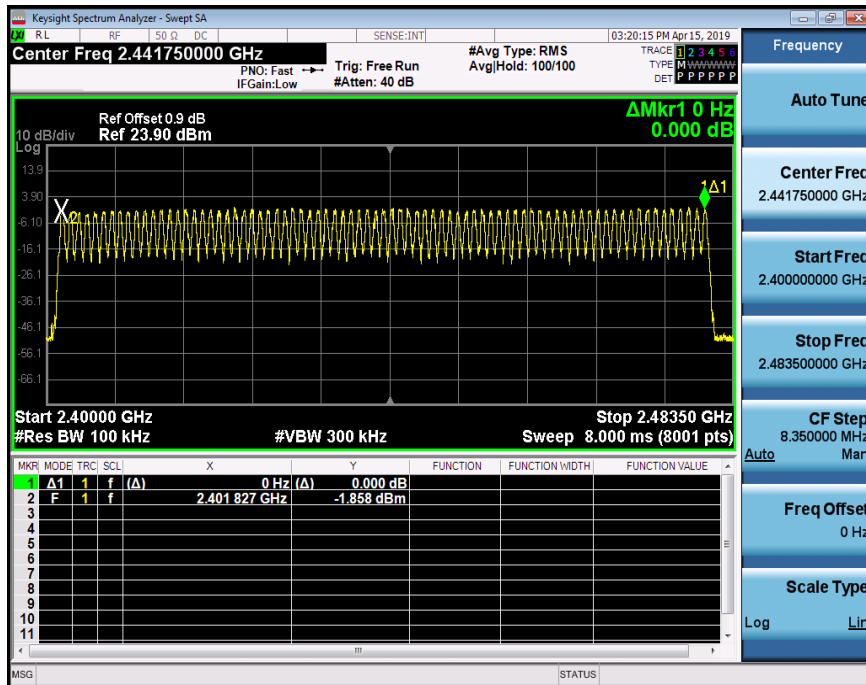 Keysight Spectrum Analyzer - Swept SA
LXI RL RF 50 Ω DC SENSE:INT 03:20:15 PM Apr 15, 2019
Center Freq 2.441750000 GHz
PNO: Fast
IFGain:Low
Trig: Free Run
#Atten: 40 dB
#Avg Type: RMS
Avg|Hold: 100/100
TRACE 1 2 3 4 5 6
TYPE M WWWWW
DET P P P P P P
Ref Offset 0.9 dB
10 dB/div Ref 23.90 dBm
Log
ΔMkr1 0 Hz
0.000 dB
13.9
3.90
-6.10
-16.1
-26.1
-36.1
-46.1
-56.1
-66.1
X2
1Δ1
Start 2.40000 GHz Stop 2.48350 GHz
#Res BW 100 kHz #VBW 300 kHz Sweep 8.000 ms (8001 pts)
MKR MODE TRC SCL X Y FUNCTION FUNCTION WIDTH FUNCTION VALUE
1 Δ1 1 f (Δ) 0 Hz (Δ) 0.000 dB
2 F 1 f 2.401 827 GHz -1.858 dBm
3
4
5
6
7
8
9
10
11
MSG STATUS
Frequency
Auto Tune
Center Freq
2.441750000 GHz
Start Freq
2.400000000 GHz
Stop Freq
2.483500000 GHz
CF Step
8.350000 MHz
Auto Man
Freq Offset
0 Hz
Scale Type
Log Lin